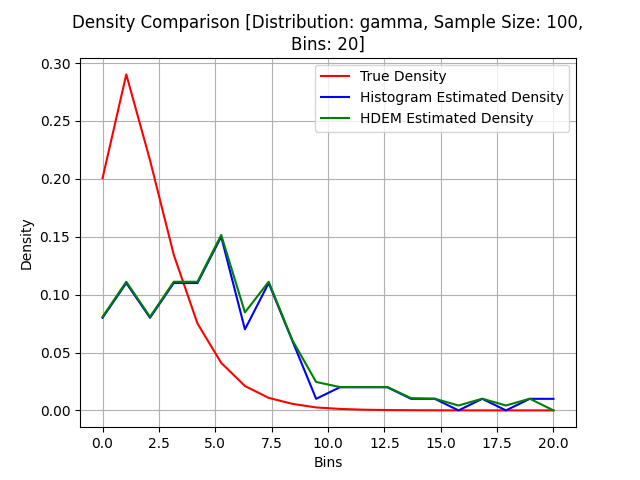 Density Comparison [Distribution: gamma, Sample Size: 100,
Bins: 20]
True Density
Histogram Estimated Density
HDEM Estimated Density
Density
0.30
0.25
0.20
0.15
0.10
0.05
0.00
0.0 2.5 5.0 7.5 10.0 12.5 15.0 17.5 20.0
Bins